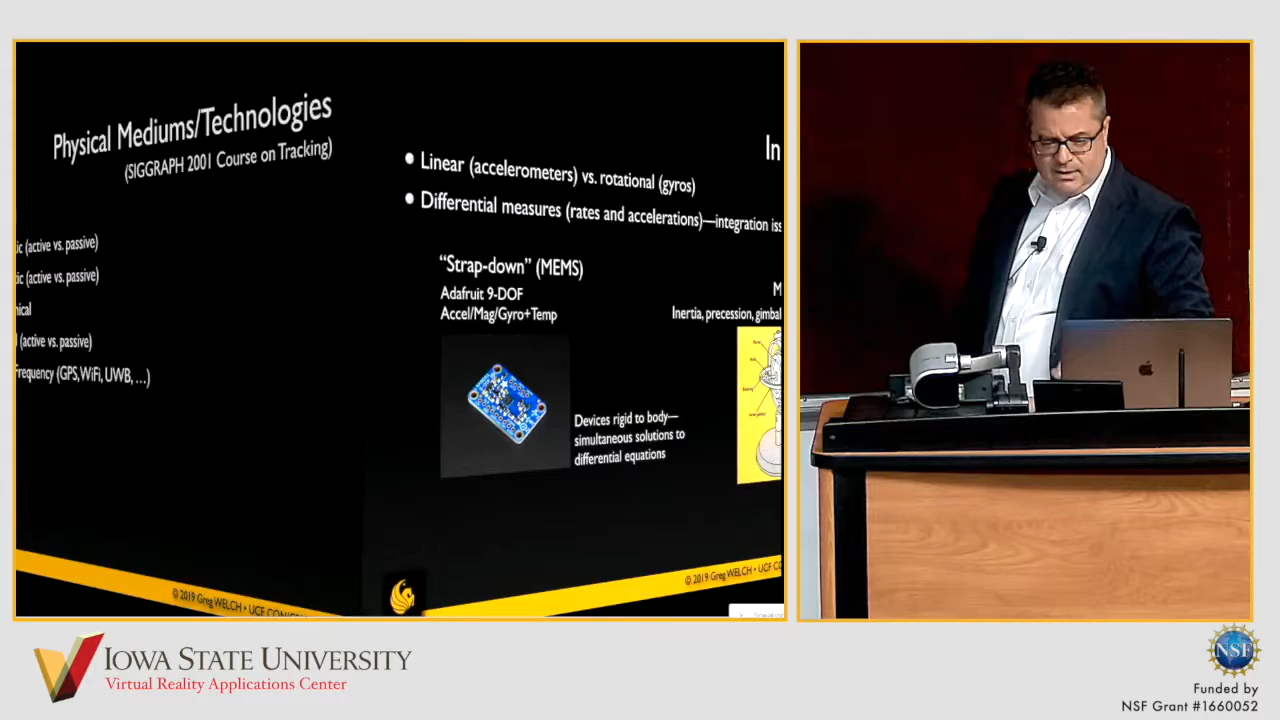 Physical Mediums/Technologies
(SIGGRAPH 2001 Course on Tracking)
ic (active vs. passive)
ic (active vs. passive)
nical
(active vs. passive)
Frequency (GPS, WiFi, UWB, ...)
© 2019 Greg WELCH • UCF
In
Linear (accelerometers) vs. rotational (gyros)
Differential measures (rates and accelerations)—integration iss
"Strap-down" (MEMS)
Adafruit 9-DOF
Accel/Mag/Gyro+Temp
Devices rigid to body—
simultaneous solutions to
differential equations
M
Inertia, precession, gimbal
© 2019 Greg WELCH • UCF CO
IOWA STATE UNIVERSITY
Virtual Reality Applications Center
NSF
Funded by
NSF Grant #1660052